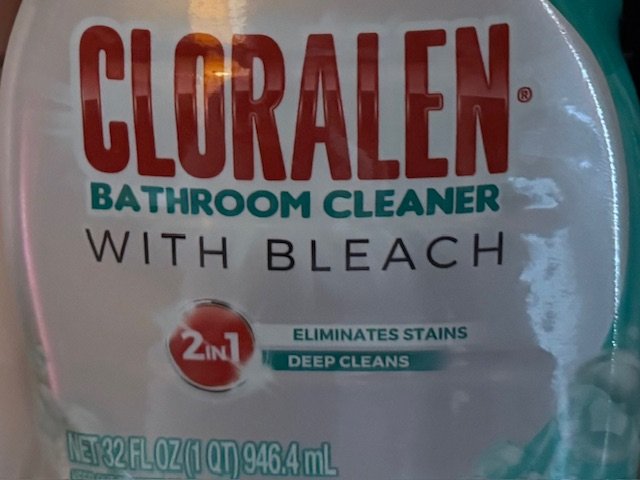 CLORALEN®
BATHROOM CLEANER
WITH BLEACH
2IN1
ELIMINATES STAINS
DEEP CLEANS
NET 32 FL OZ (1 QT) 946.4 mL